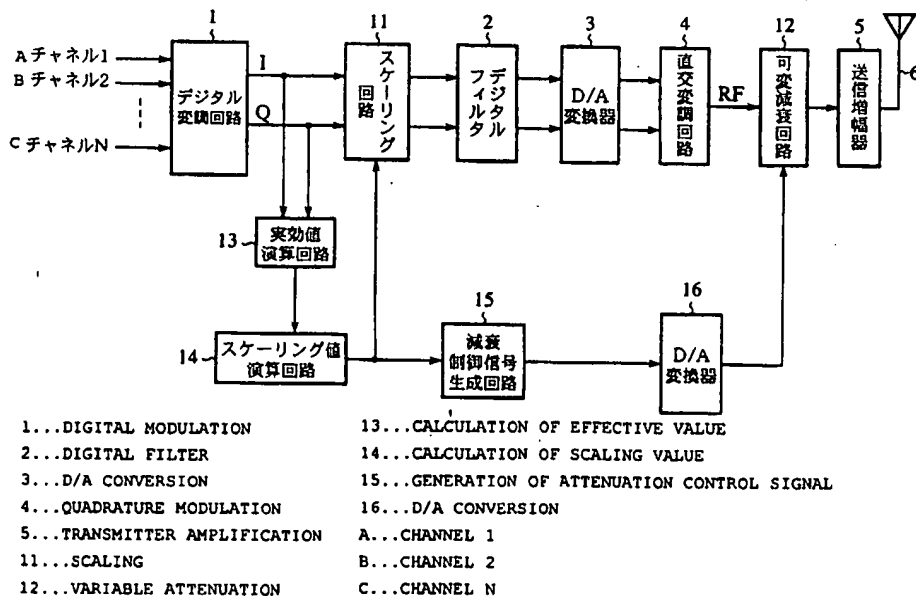 1
11
2
3
4
12
5
6
Aチャネル1
Bチャネル2
CチャネルN
デジタル
変調回路
I
Q
スケーリング
回路
デジタル
フィルタ
D/A
変換器
直交変調回路
RF
可変減衰回路
送信増幅器
13
実効値
演算回路
14
スケーリング値
演算回路
15
減衰
制御信号
生成回路
16
D/A
変換器
1...DIGITAL MODULATION
2...DIGITAL FILTER
3...D/A CONVERSION
4...QUADRATURE MODULATION
5...TRANSMITTER AMPLIFICATION
11...SCALING
12...VARIABLE ATTENUATION
13...CALCULATION OF EFFECTIVE VALUE
14...CALCULATION OF SCALING VALUE
15...GENERATION OF ATTENUATION CONTROL SIGNAL
16...D/A CONVERSION
A...CHANNEL 1
B...CHANNEL 2
C...CHANNEL N